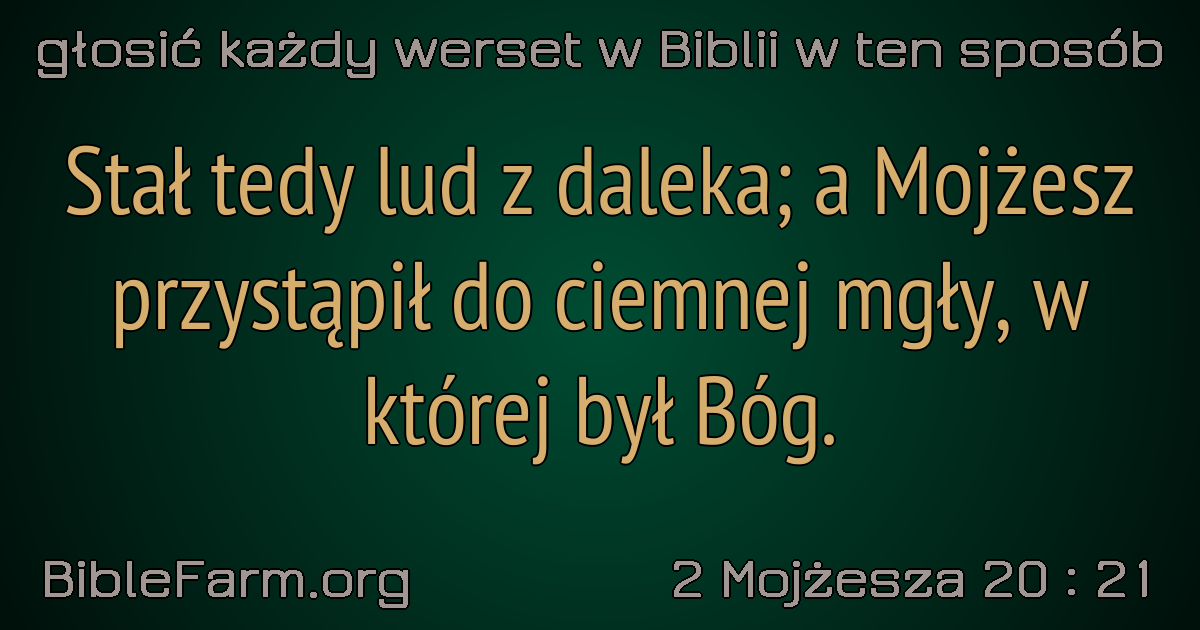 głosić każdy werset w Biblii w ten sposób
Stał tedy lud z daleka; a Mojżesz
przystąpił do ciemnej mgły, w
której był Bóg.
BibleFarm.org
2 Mojżesza 20 : 21